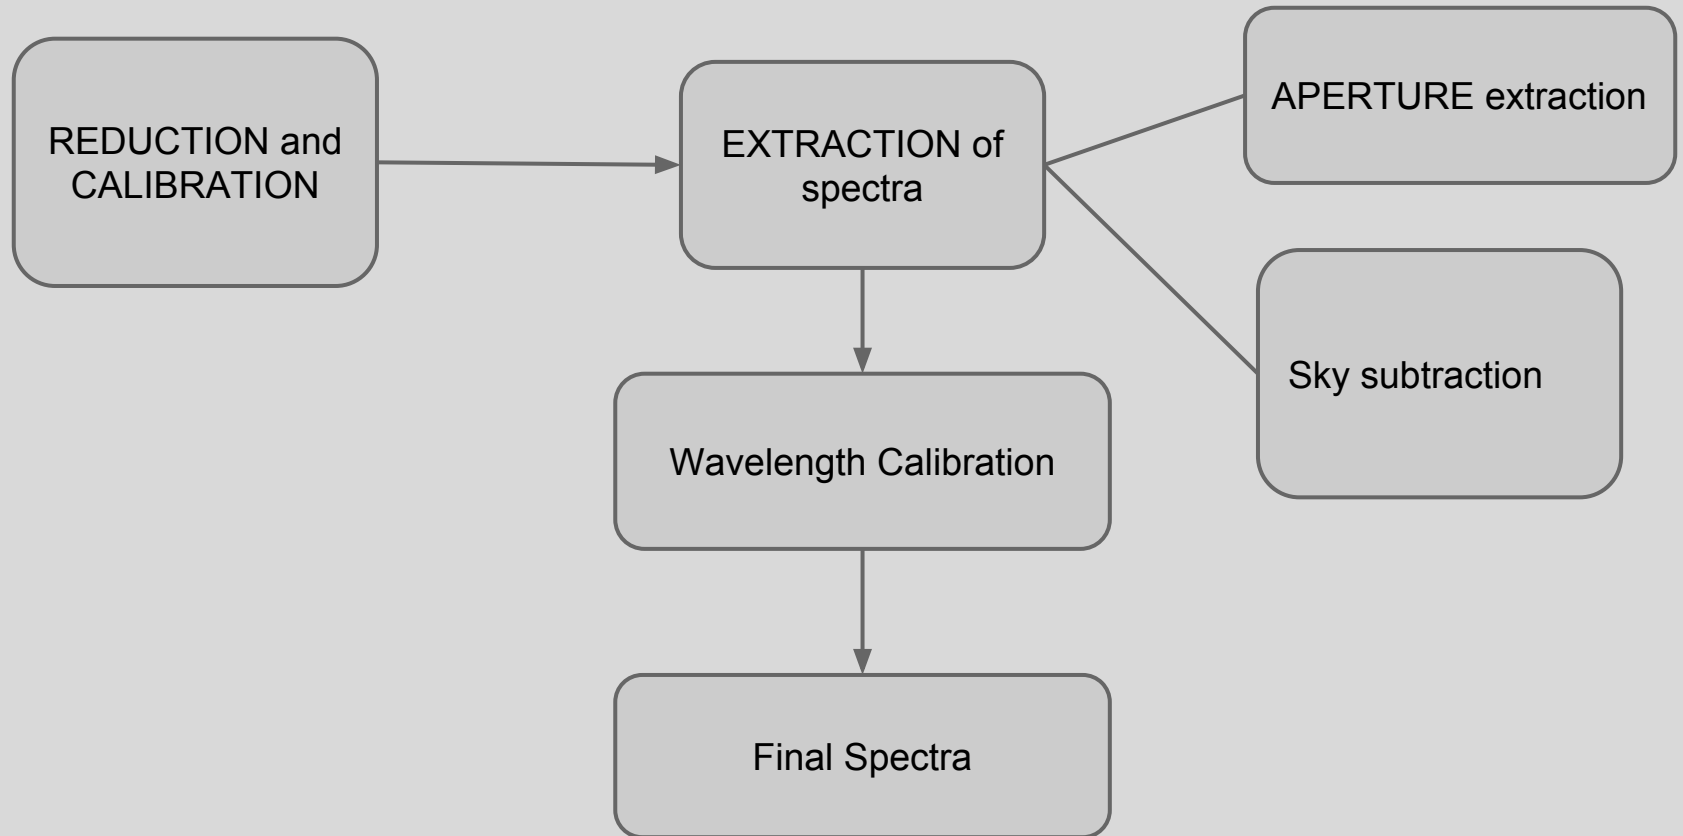 REDUCTION and
CALIBRATION
EXTRACTION of
spectra
APERTURE extraction
Sky subtraction
Wavelength Calibration
Final Spectra